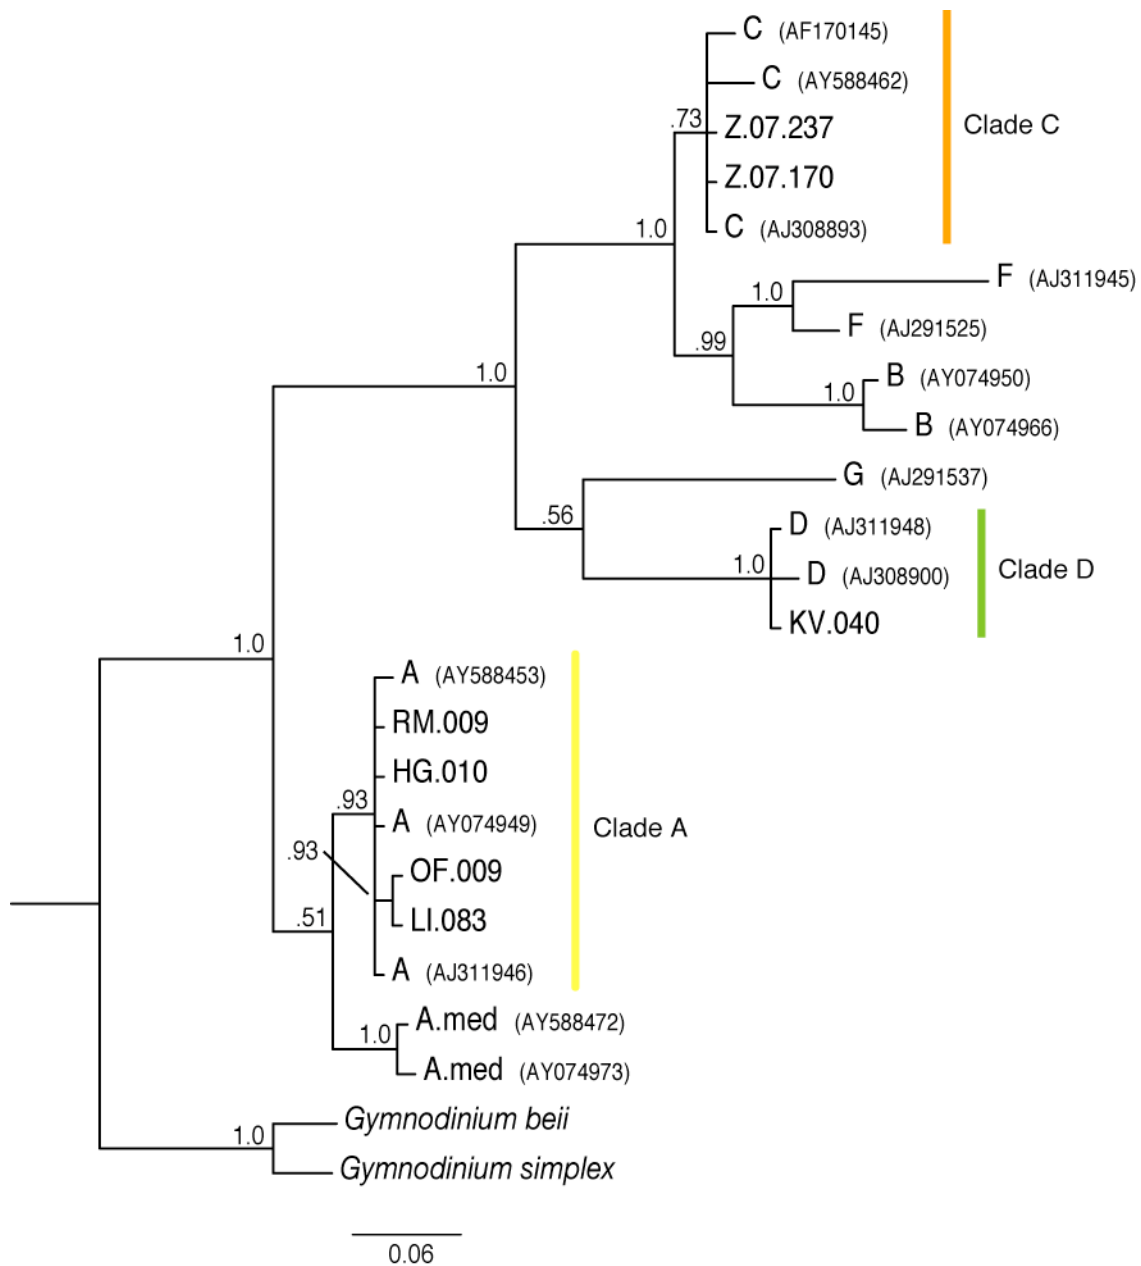 C (AF170145)
C (AY588462)
.73
Z.07.237
Clade C
Z.07.170
1.0
C (AJ308893)
F (AJ311945)
1.0
F (AJ291525)
.99
B (AY074950)
1.0
1.0
B (AY074966)
G (AJ291537)
.56
D (AJ311948)
1.0
D (AJ308900)
Clade D
KV.040
1.0
A (AY588453)
RM.009
HG.010
.93
A (AY074949)
Clade A
.93
OF.009
.51
LI.083
A (AJ311946)
A.med (AY588472)
1.0
A.med (AY074973)
Gymnodinium beii
1.0
Gymnodinium simplex
0.06